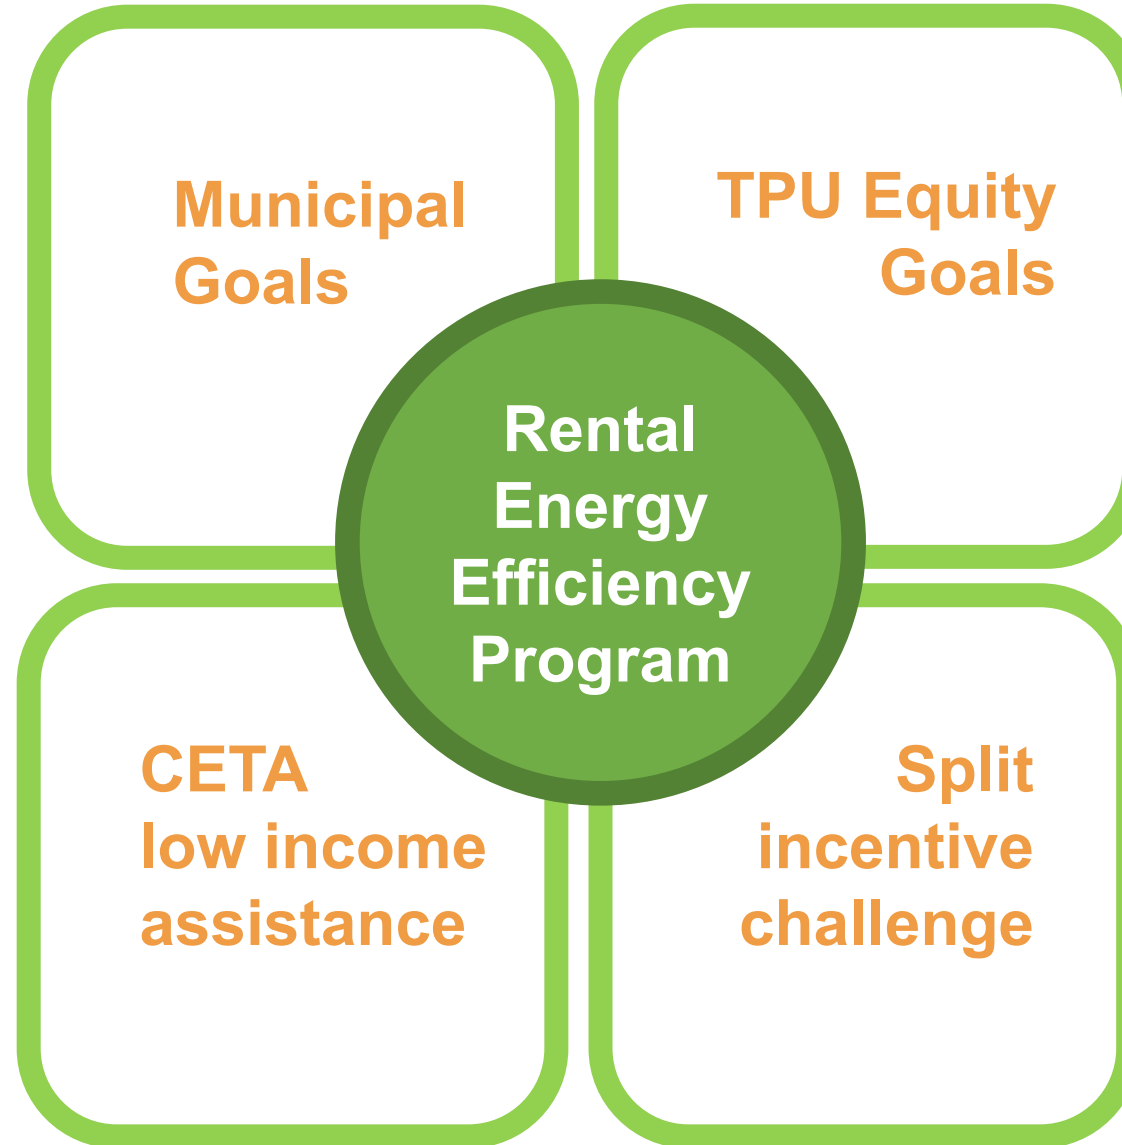 Municipal
Goals
TPU Equity
Goals
Rental
Energy
Efficiency
Program
CETA
low income
assistance
Split
incentive
challenge